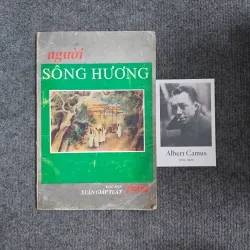 người
SÔNG HƯƠNG
XUÂN GIÁP TUẤT
Albert Camus